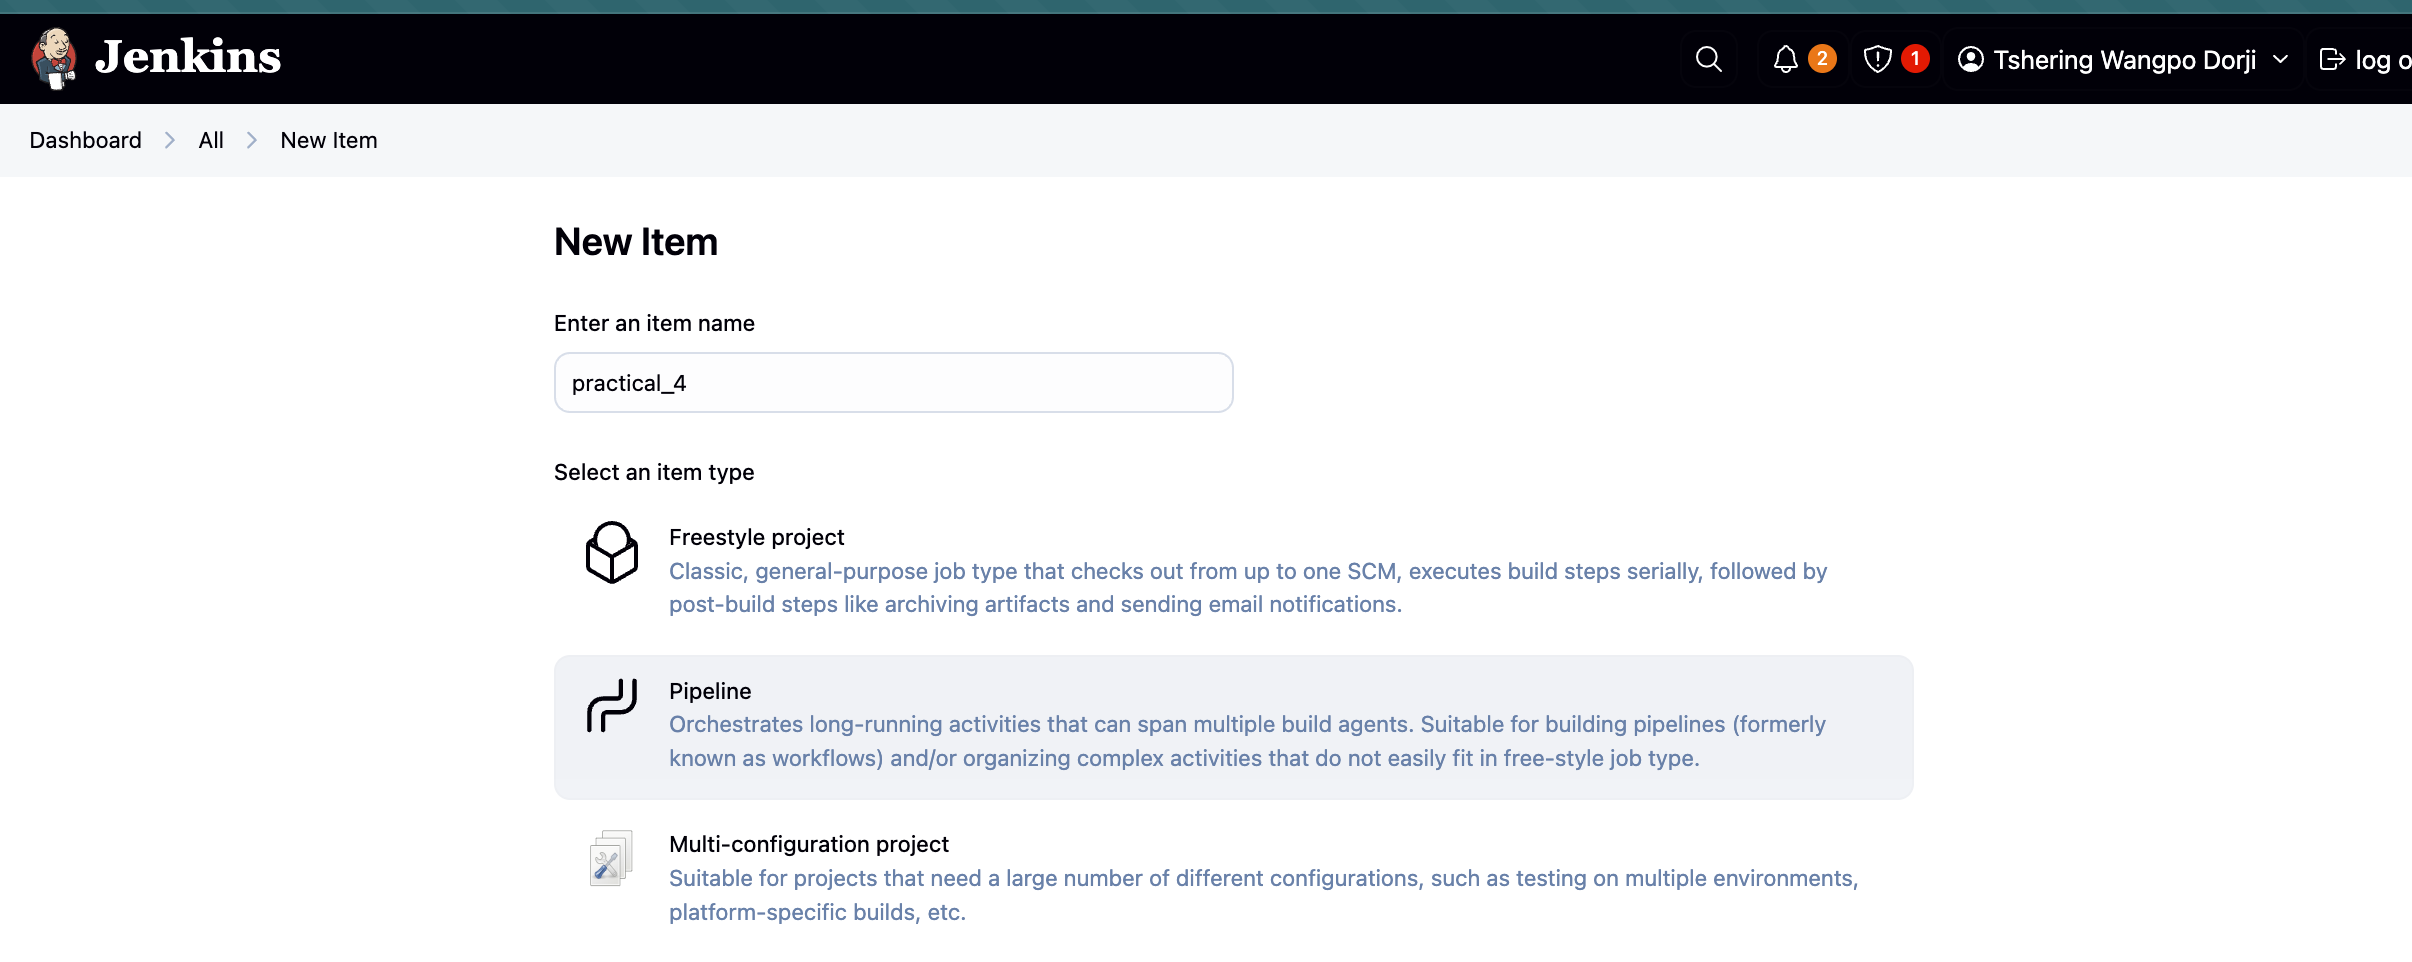 Jenkins
2
1
Tshering Wangpo Dorji
log o
Dashboard
All
New Item
New Item
Enter an item name
practical_4
Select an item type
Freestyle project
Classic, general-purpose job type that checks out from up to one SCM, executes build steps serially, followed by
post-build steps like archiving artifacts and sending email notifications.
Pipeline
Orchestrates long-running activities that can span multiple build agents. Suitable for building pipelines (formerly
known as workflows) and/or organizing complex activities that do not easily fit in free-style job type.
Multi-configuration project
Suitable for projects that need a large number of different configurations, such as testing on multiple environments,
platform-specific builds, etc.